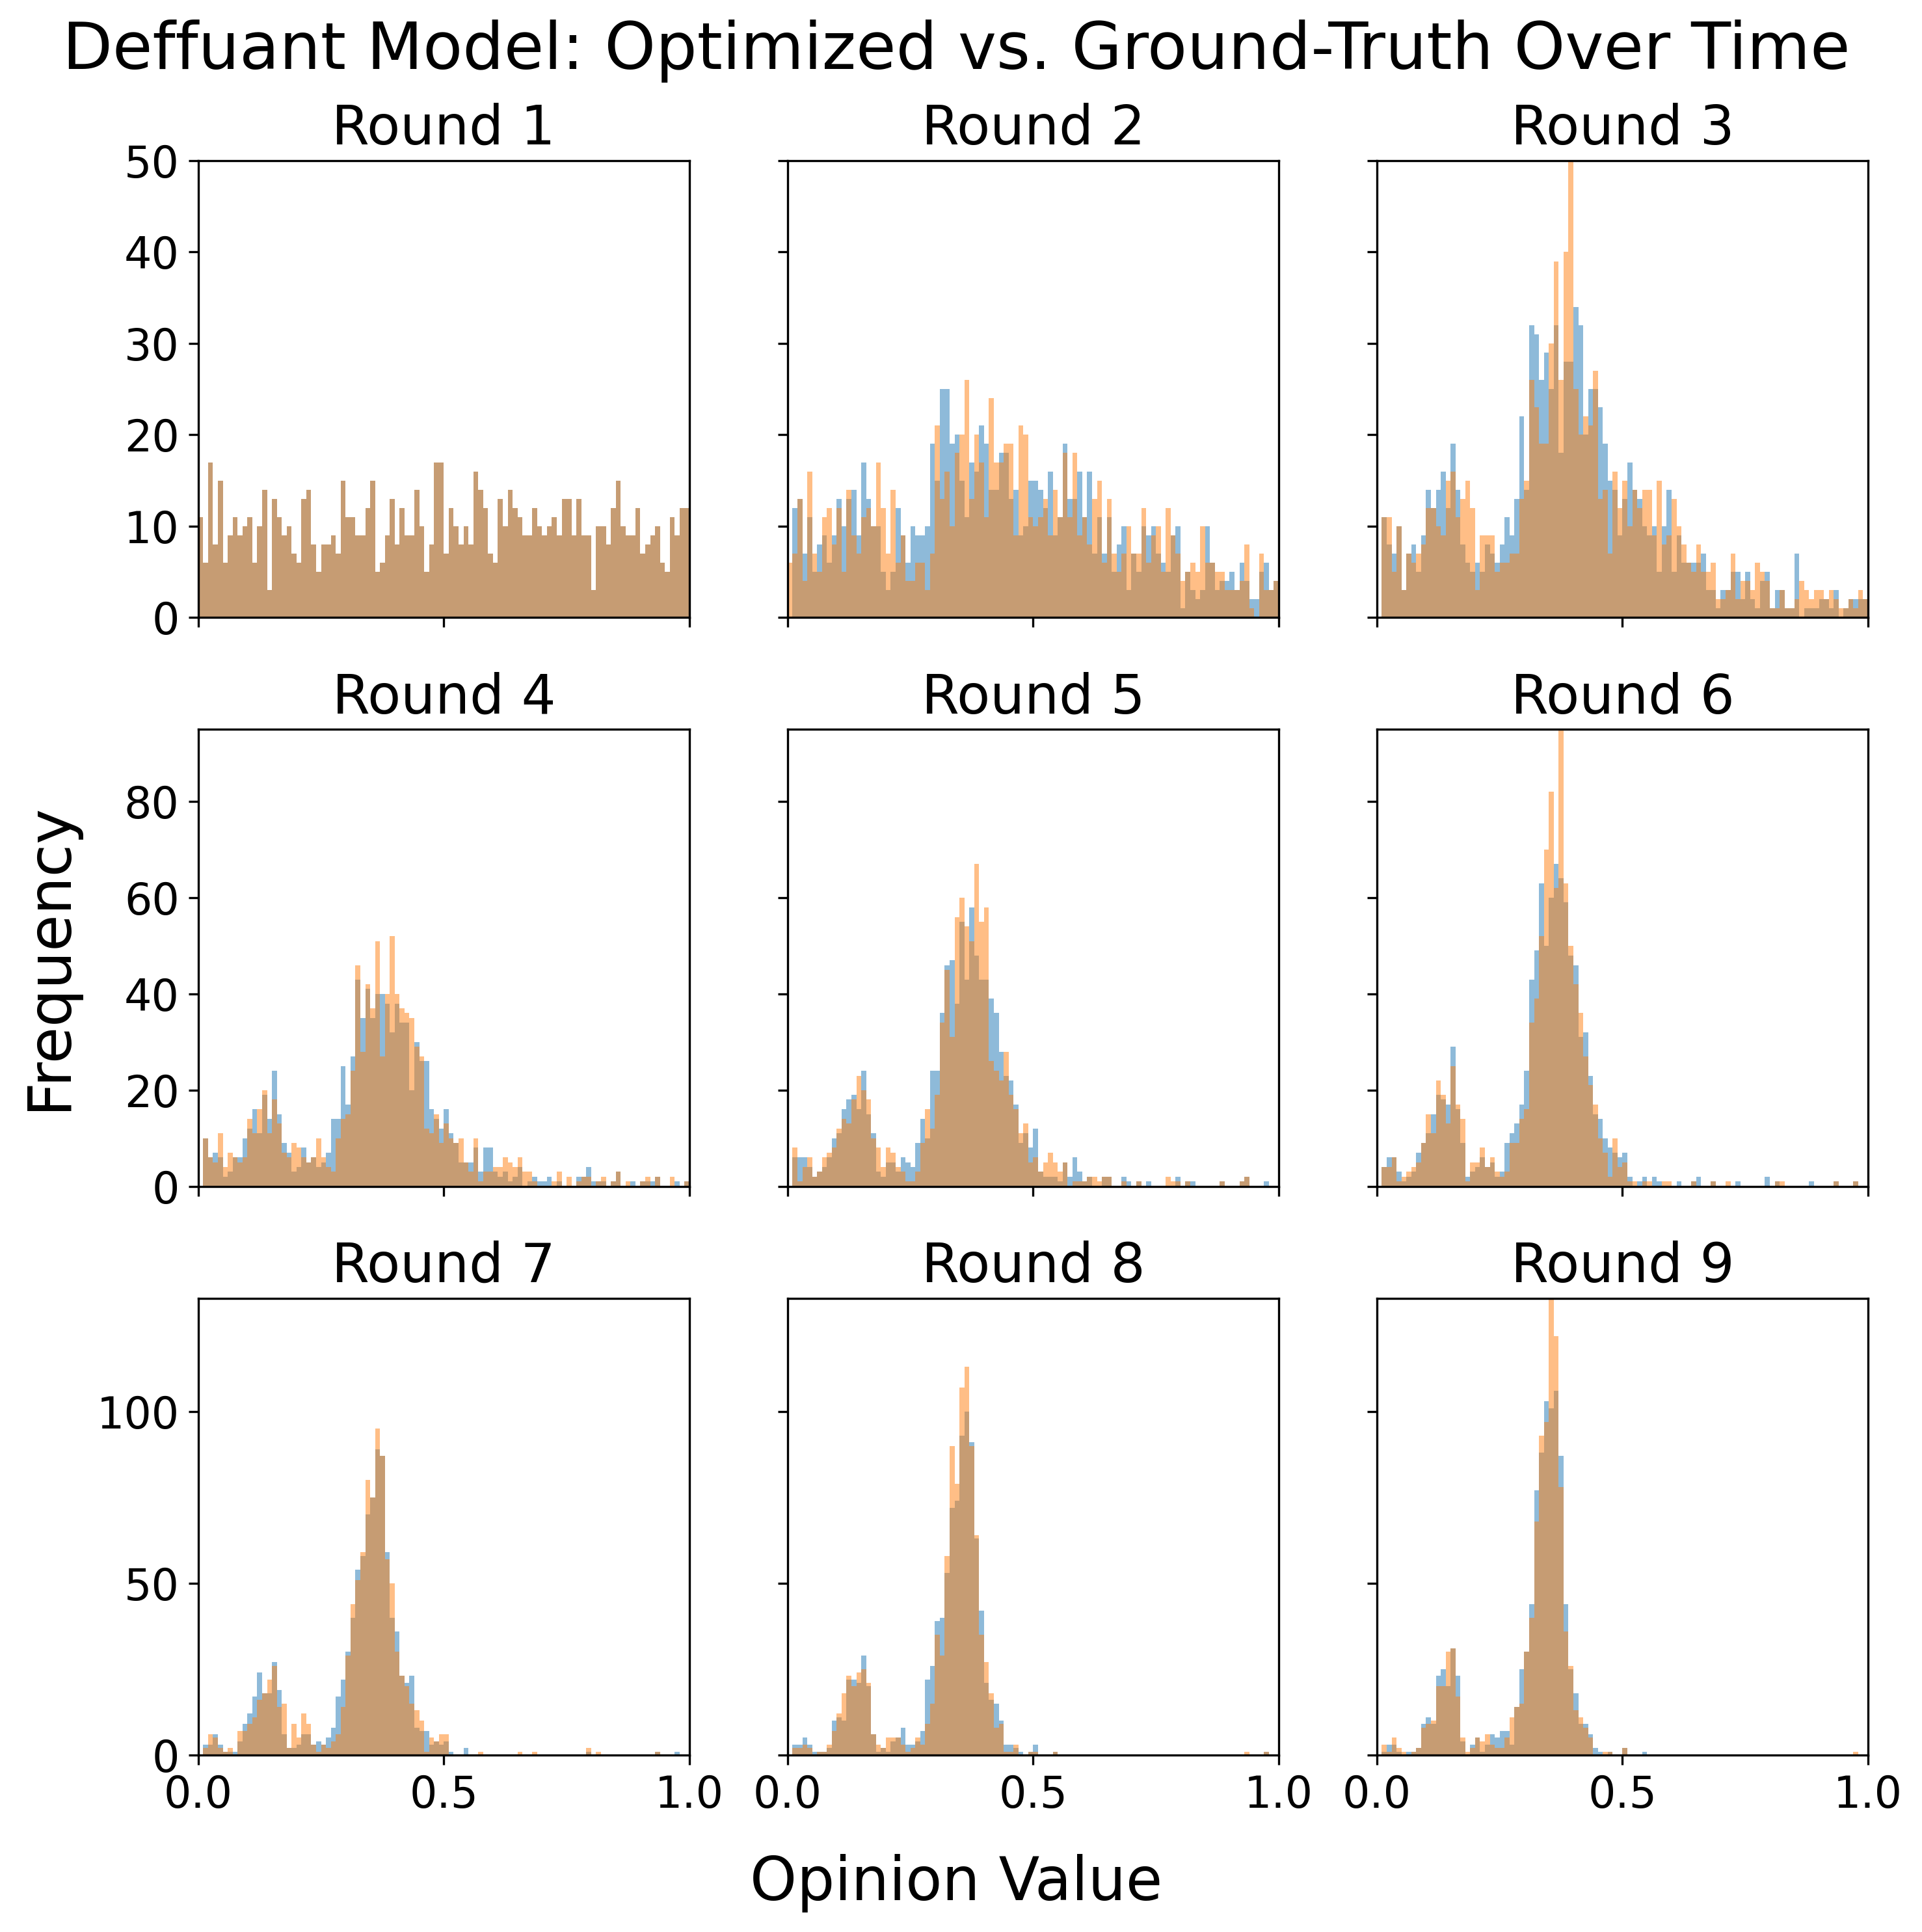 Deffuant Model: Optimized vs. Ground-Truth Over Time
Round 1
Round 2
Round 3
50
40
30
20
10
0
Round 4
Round 5
Round 6
Frequency
80
60
40
20
0
Round 7
Round 8
Round 9
100
50
0
0.0 0.5 1.0
0.0 0.5 1.0
0.0 0.5 1.0
Opinion Value